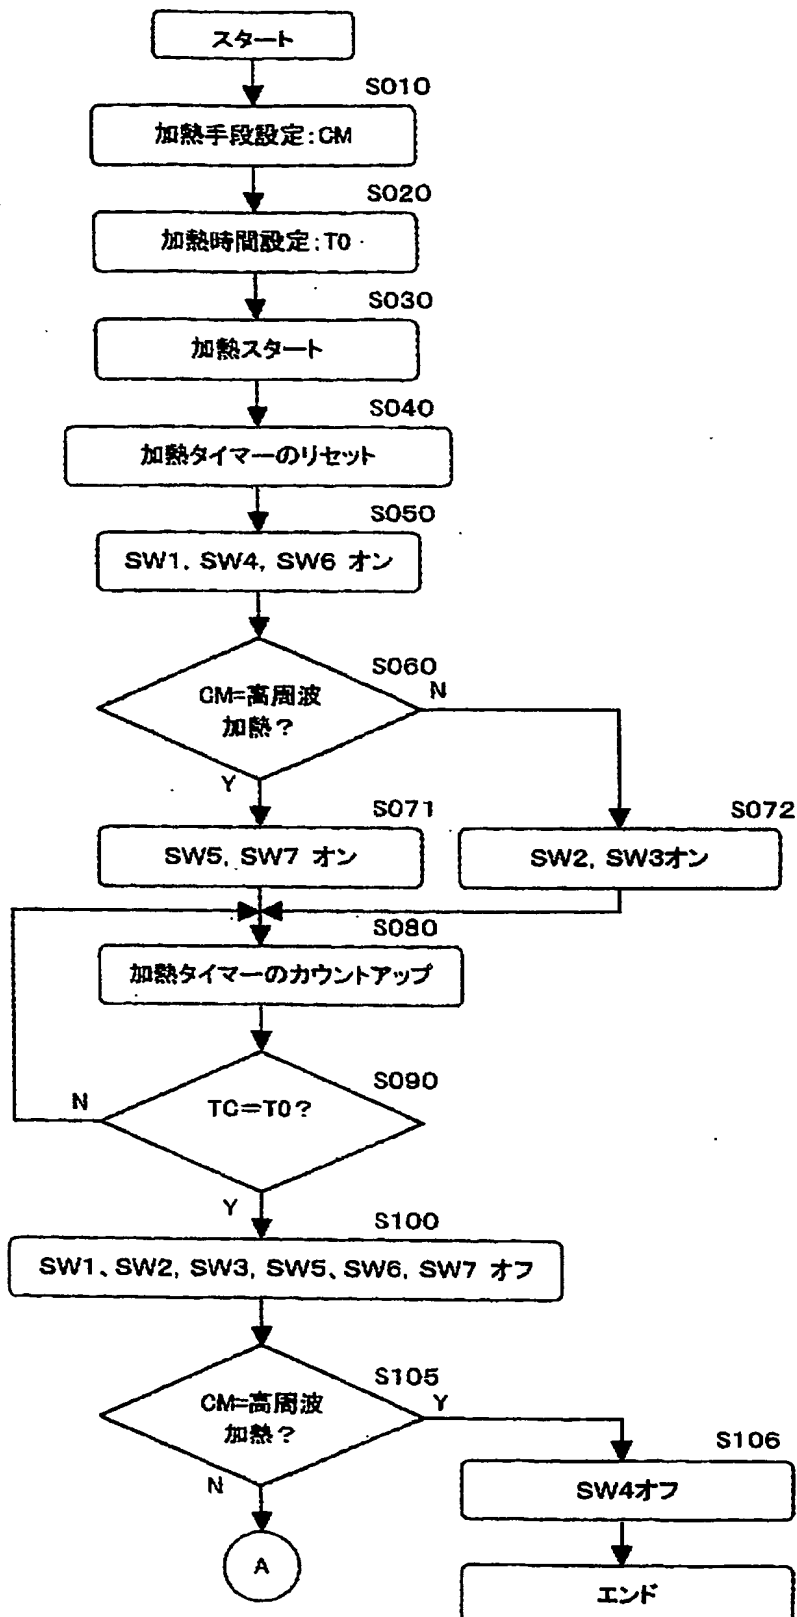 スタート
S010
加熱手段設定:CM
S020
加熱時間設定:T0
S030
加熱スタート
S040
加熱タイマーのリセット
S050
SW1, SW4, SW6 オン
S060
CM=高周波
加熱?
N
Y
S071
SW5, SW7 オン
S072
SW2, SW3オン
S080
加熱タイマーのカウントアップ
S090
TC=T0?
N
Y
S100
SW1、SW2, SW3, SW5、SW6, SW7 オフ
S105
CM=高周波
加熱?
Y
N
S106
SW4オフ
A
エンド